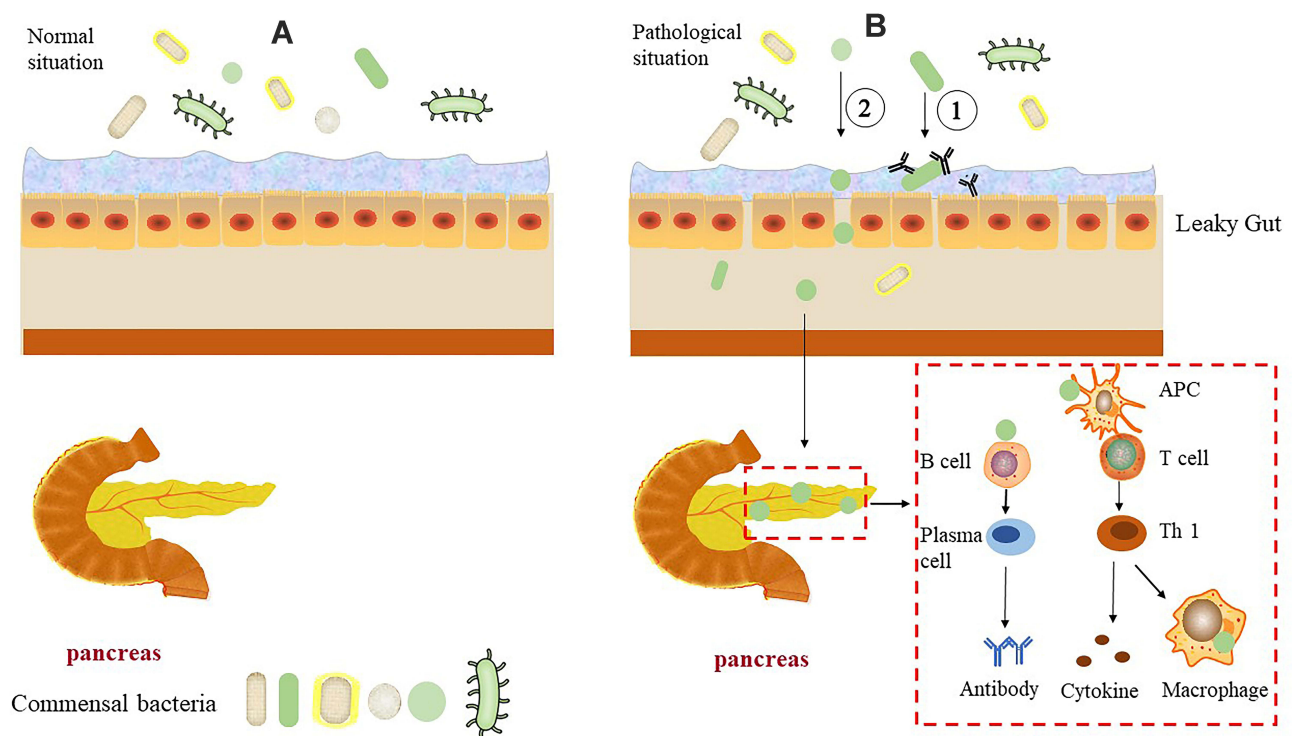 Normal
situation
A
Pathological
situation
B
2
1
Leaky Gut
APC
B cell
T cell
Plasma
cell
Th 1
Antibody
Cytokine
Macrophage
pancreas
pancreas
Commensal bacteria